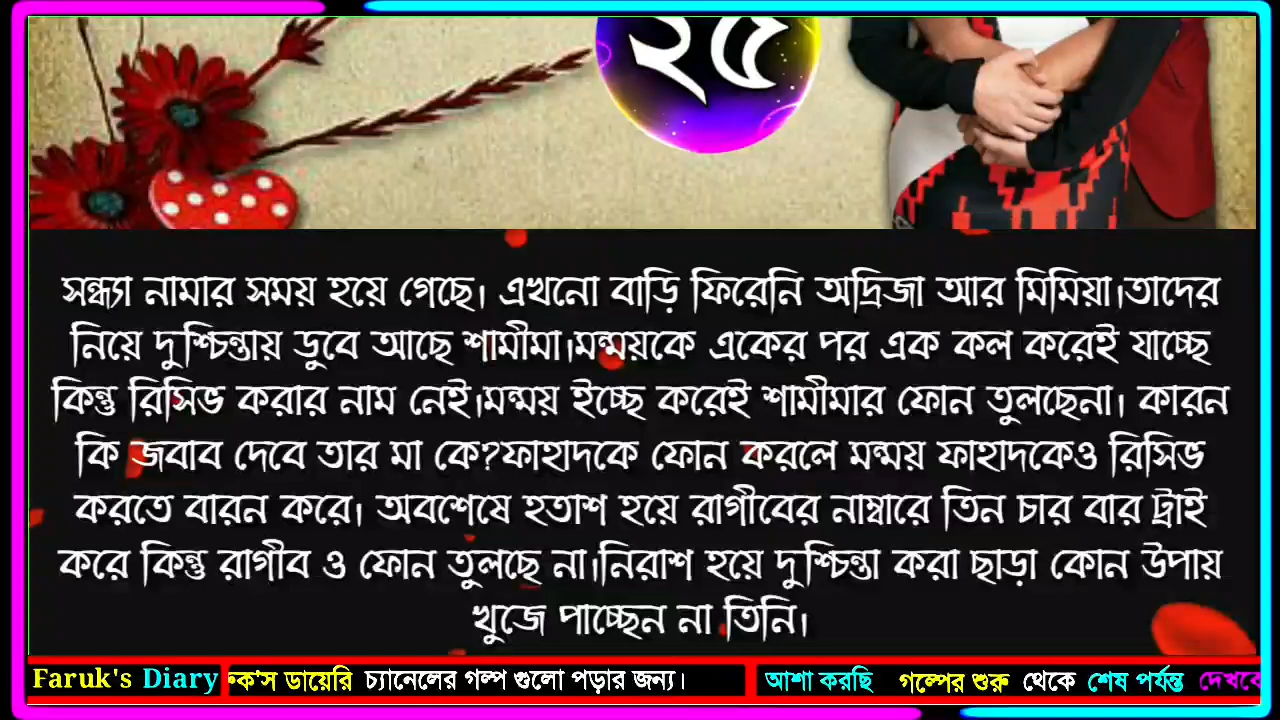 ২৫
সন্ধ্যা নামার সময় হয়ে গেছে। এখনো বাড়ি ফিরেনি অদ্রিজা আর মিমিয়া।তাদের
নিয়ে দুশ্চিন্তায় ডুবে আছে শামীমা।মন্ময়কে একের পর এক কল করেই যাচ্ছে
কিন্তু রিসিভ করার নাম নেই।মন্ময় ইচ্ছে করেই শামীমার ফোন তুলছেনা। কারন
কি জবাব দেবে তার মা কে?ফাহাদকে ফোন করলে মন্ময় ফাহাদকেও রিসিভ
করতে বারন করে। অবশেষে হতাশ হয়ে রাগীবের নাম্বারে তিন চার বার ট্রাই
করে কিন্তু রাগীব ও ফোন তুলছে না।নিরাশ হয়ে দুশ্চিন্তা করা ছাড়া কোন উপায়
খুজে পাচ্ছেন না তিনি।
Faruk's Diary রুক'স ডায়েরি চ্যানেলের গল্প গুলো পড়ার জন্য। আশা করছি গল্পের শুরু থেকে শেষ পর্যন্ত